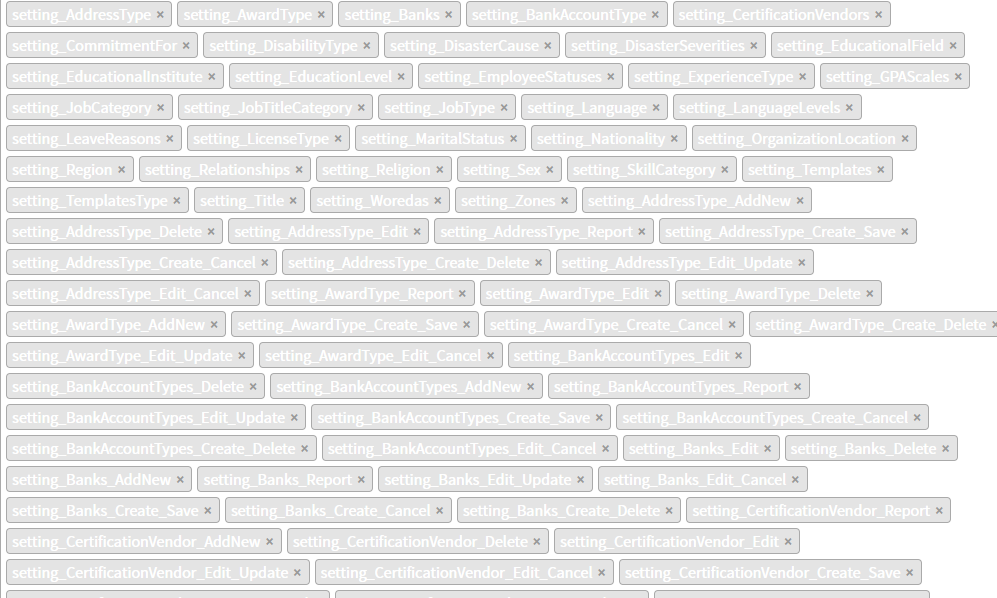 setting_AddressType × setting_AwardType × setting_Banks × setting_BankAccountType × setting_CertificationVendors ×
setting_CommitmentFor × setting_DisabilityType × setting_DisasterCause × setting_DisasterSeverities × setting_EducationalField ×
setting_EducationalInstitute × setting_EducationLevel × setting_EmployeeStatuses × setting_ExperienceType × setting_GPAScales ×
setting_JobCategory × setting_JobTitleCategory × setting_JobType × setting_Language × setting_LanguageLevels ×
setting_LeaveReasons × setting_LicenseType × setting_MaritalStatus × setting_Nationality × setting_OrganizationLocation ×
setting_Region × setting_Relationships × setting_Religion × setting_Sex × setting_SkillCategory × setting_Templates ×
setting_TemplatesType × setting_Title × setting_Woredas × setting_Zones × setting_AddressType_AddNew ×
setting_AddressType_Delete × setting_AddressType_Edit × setting_AddressType_Report × setting_AddressType_Create_Save ×
setting_AddressType_Create_Cancel × setting_AddressType_Create_Delete × setting_AddressType_Edit_Update ×
setting_AddressType_Edit_Cancel × setting_AwardType_Report × setting_AwardType_Edit × setting_AwardType_Delete ×
setting_AwardType_AddNew × setting_AwardType_Create_Save × setting_AwardType_Create_Cancel × setting_AwardType_Create_Delete ×
setting_AwardType_Edit_Update × setting_AwardType_Edit_Cancel × setting_BankAccountTypes_Edit ×
setting_BankAccountTypes_Delete × setting_BankAccountTypes_AddNew × setting_BankAccountTypes_Report ×
setting_BankAccountTypes_Edit_Update × setting_BankAccountTypes_Create_Save × setting_BankAccountTypes_Create_Cancel ×
setting_BankAccountTypes_Create_Delete × setting_BankAccountTypes_Edit_Cancel × setting_Banks_Edit × setting_Banks_Delete ×
setting_Banks_AddNew × setting_Banks_Report × setting_Banks_Edit_Update × setting_Banks_Edit_Cancel ×
setting_Banks_Create_Save × setting_Banks_Create_Cancel × setting_Banks_Create_Delete × setting_CertificationVendor_Report ×
setting_CertificationVendor_AddNew × setting_CertificationVendor_Delete × setting_CertificationVendor_Edit ×
setting_CertificationVendor_Edit_Update × setting_CertificationVendor_Edit_Cancel × setting_CertificationVendor_Create_Save ×